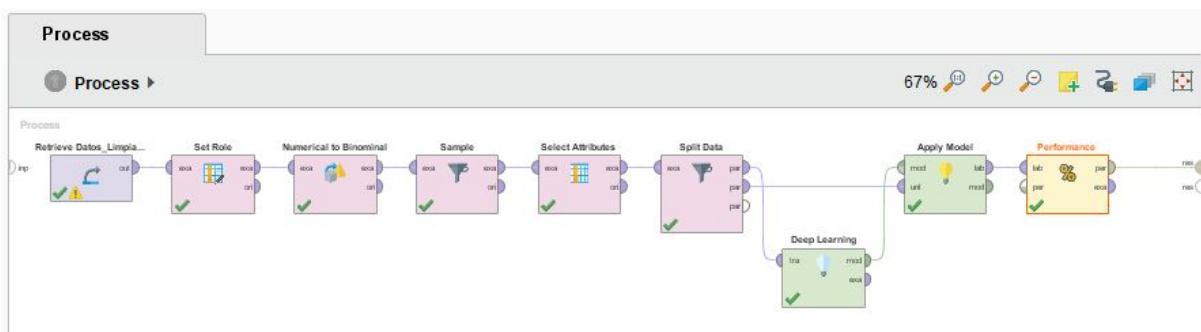 Process
Process
67%
Process
Retrieve Datos_Limpia...
Set Role
Numerical to Binominal
Sample
Select Attributes
Split Data
Apply Model
Performance
inp
out
exa
exa
ori
exa
exa
ori
exa
exa
ori
exa
exa
ori
exa
par
par
par
mod
lab
unl
mod
lab
per
per
exa
res
res
Deep Learning
tra
mod
exa